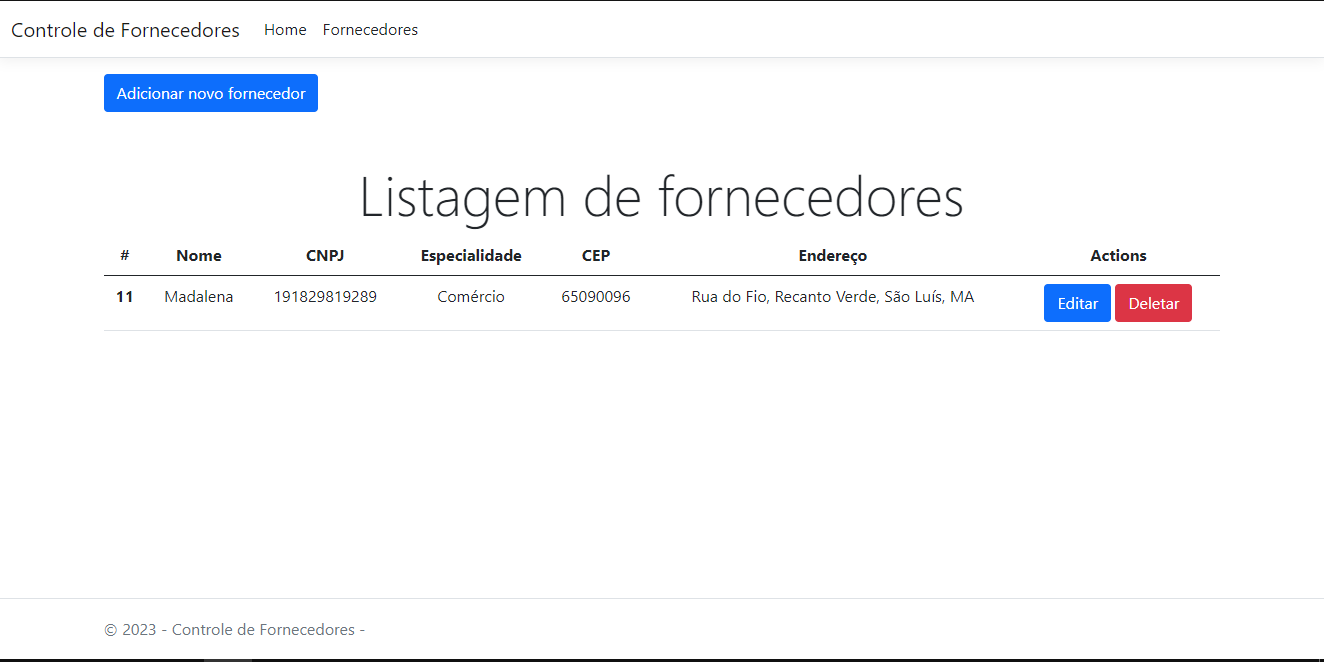 Controle de Fornecedores Home Fornecedores
Adicionar novo fornecedor
Listagem de fornecedores
# Nome CNPJ Especialidade CEP Endereço Actions
11 Madalena 191829819289 Comércio 65090096 Rua do Fio, Recanto Verde, São Luís, MA Editar Deletar
© 2023 - Controle de Fornecedores -